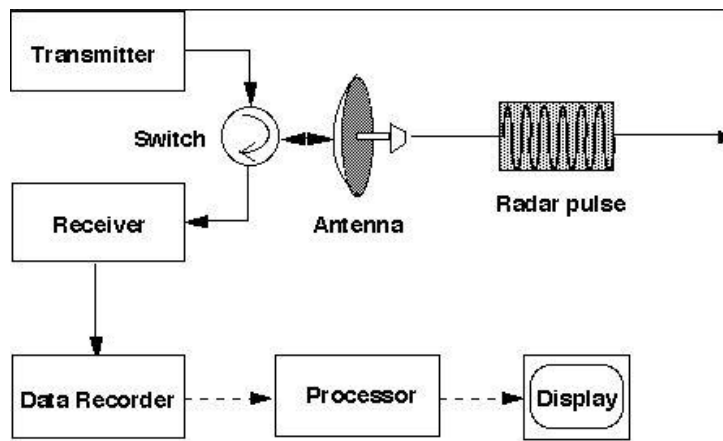 Transmitter
Switch
Receiver
Antenna
Radar pulse
Data Recorder
Processor
Display